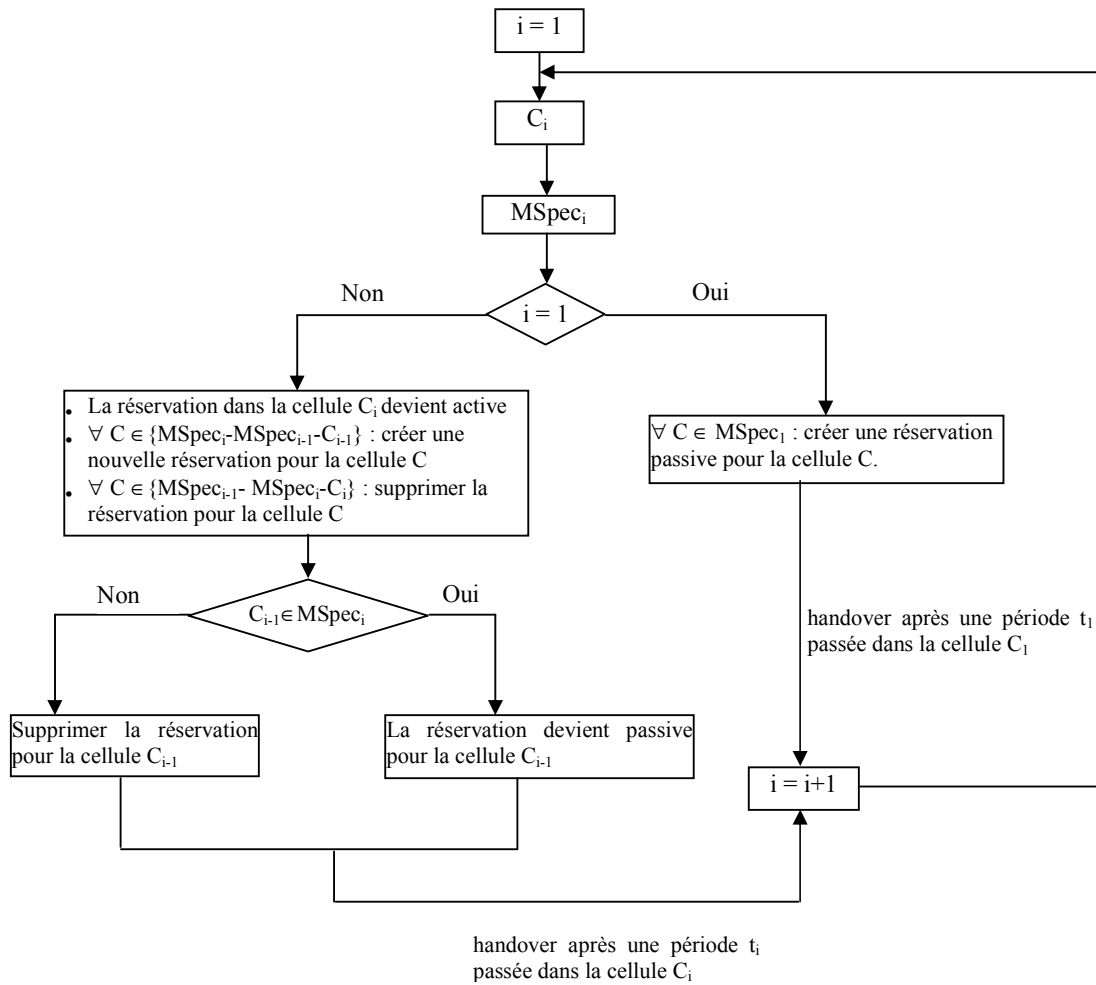 i = 1
Cᵢ
MSpecᵢ
Non
Oui
i = 1
• La réservation dans la cellule Cᵢ devient active
• ∀ C ∈ {MSpecᵢ-MSpecᵢ₋₁-Cᵢ₋₁} : créer une
nouvelle réservation pour la cellule C
• ∀ C ∈ {MSpecᵢ₋₁- MSpecᵢ-Cᵢ} : supprimer la
réservation pour la cellule C
∀ C ∈ MSpec₁ : créer une réservation
passive pour la cellule C.
Non
Oui
Cᵢ₋₁∈MSpecᵢ
handover après une période t₁
passée dans la cellule C₁
Supprimer la réservation
pour la cellule Cᵢ₋₁
La réservation devient passive
pour la cellule Cᵢ₋₁
i = i+1
handover après une période tᵢ
passée dans la cellule Cᵢ